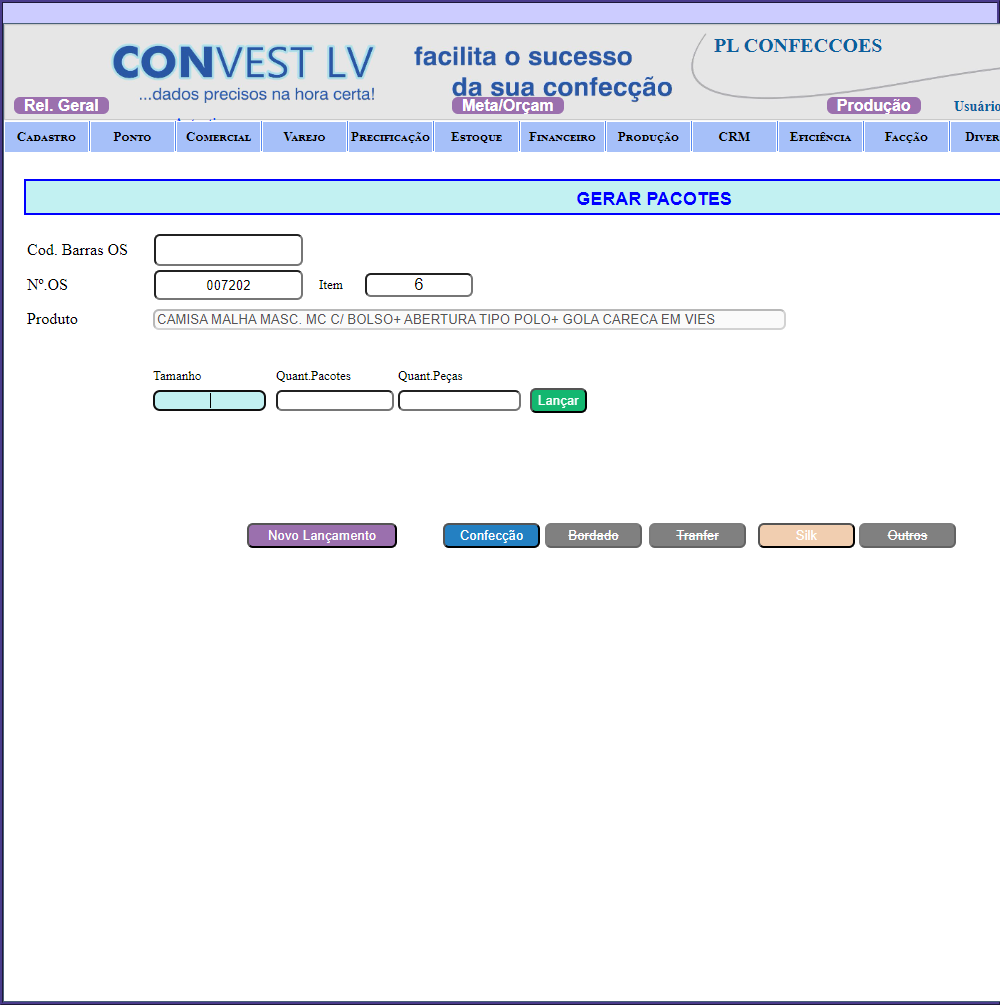 CONVEST LV
...dados precisos na hora certa!
facilita o sucesso
da sua confecção
PL CONFECCOES
Rel. Geral
Meta/Orçam
Produção
Usuário
Cadastro Ponto Comercial Varejo Precificação Estoque Financeiro Produção CRM Eficiência Facção Diver
GERAR PACOTES
Cod. Barras OS
Nº.OS 007202 Item 6
Produto CAMISA MALHA MASC. MC C/ BOLSO+ ABERTURA TIPO POLO+ GOLA CARECA EM VIES
Tamanho Quant.Pacotes Quant.Peças
Lançar
Novo Lançamento Confecção Bordado Tranfer Silk Outros